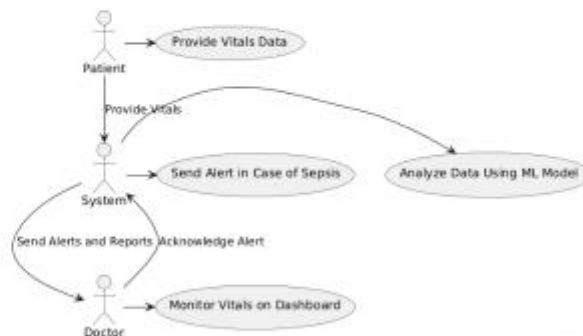 Provide Vitals Data
Patient
Provide Vitals
Send Alert in Case of Sepsis
Analyze Data Using ML Model
System
Send Alerts and Reports
Acknowledge Alert
Monitor Vitals on Dashboard
Doctor